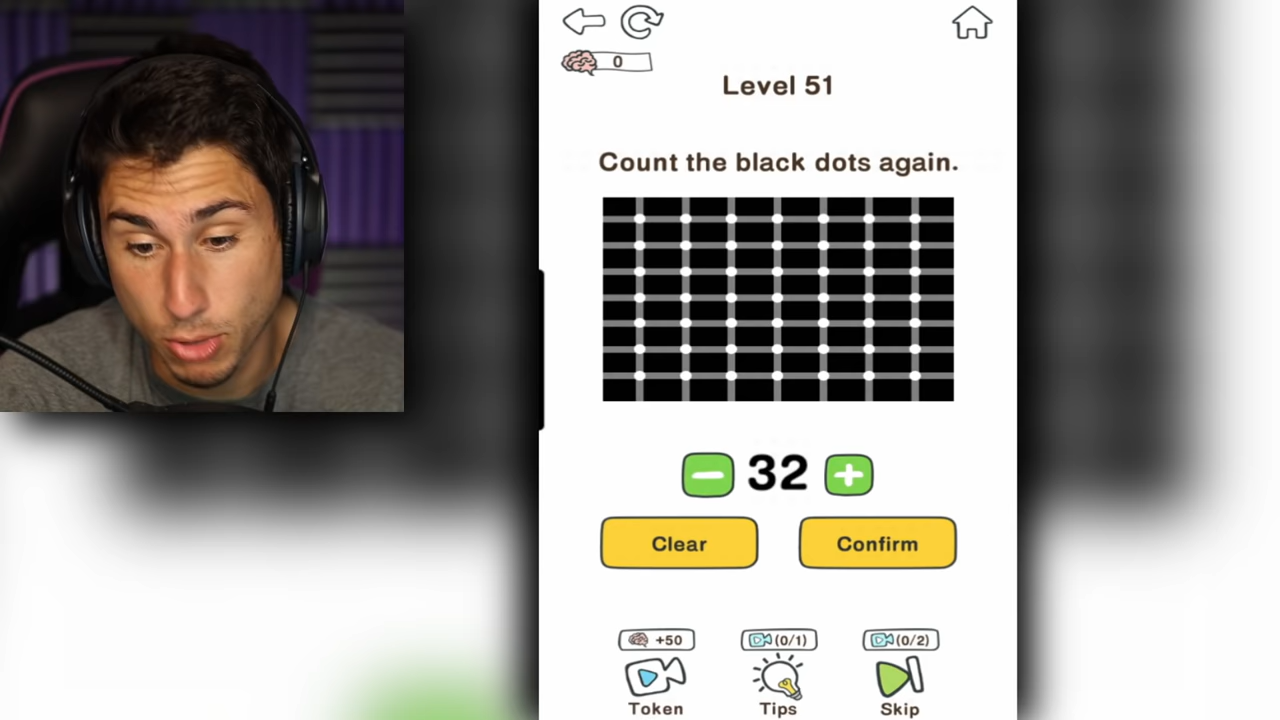 0
Level 51
Count the black dots again.
32
Clear
Confirm
+50
(0/1)
(0/2)
Token
Tips
Skip